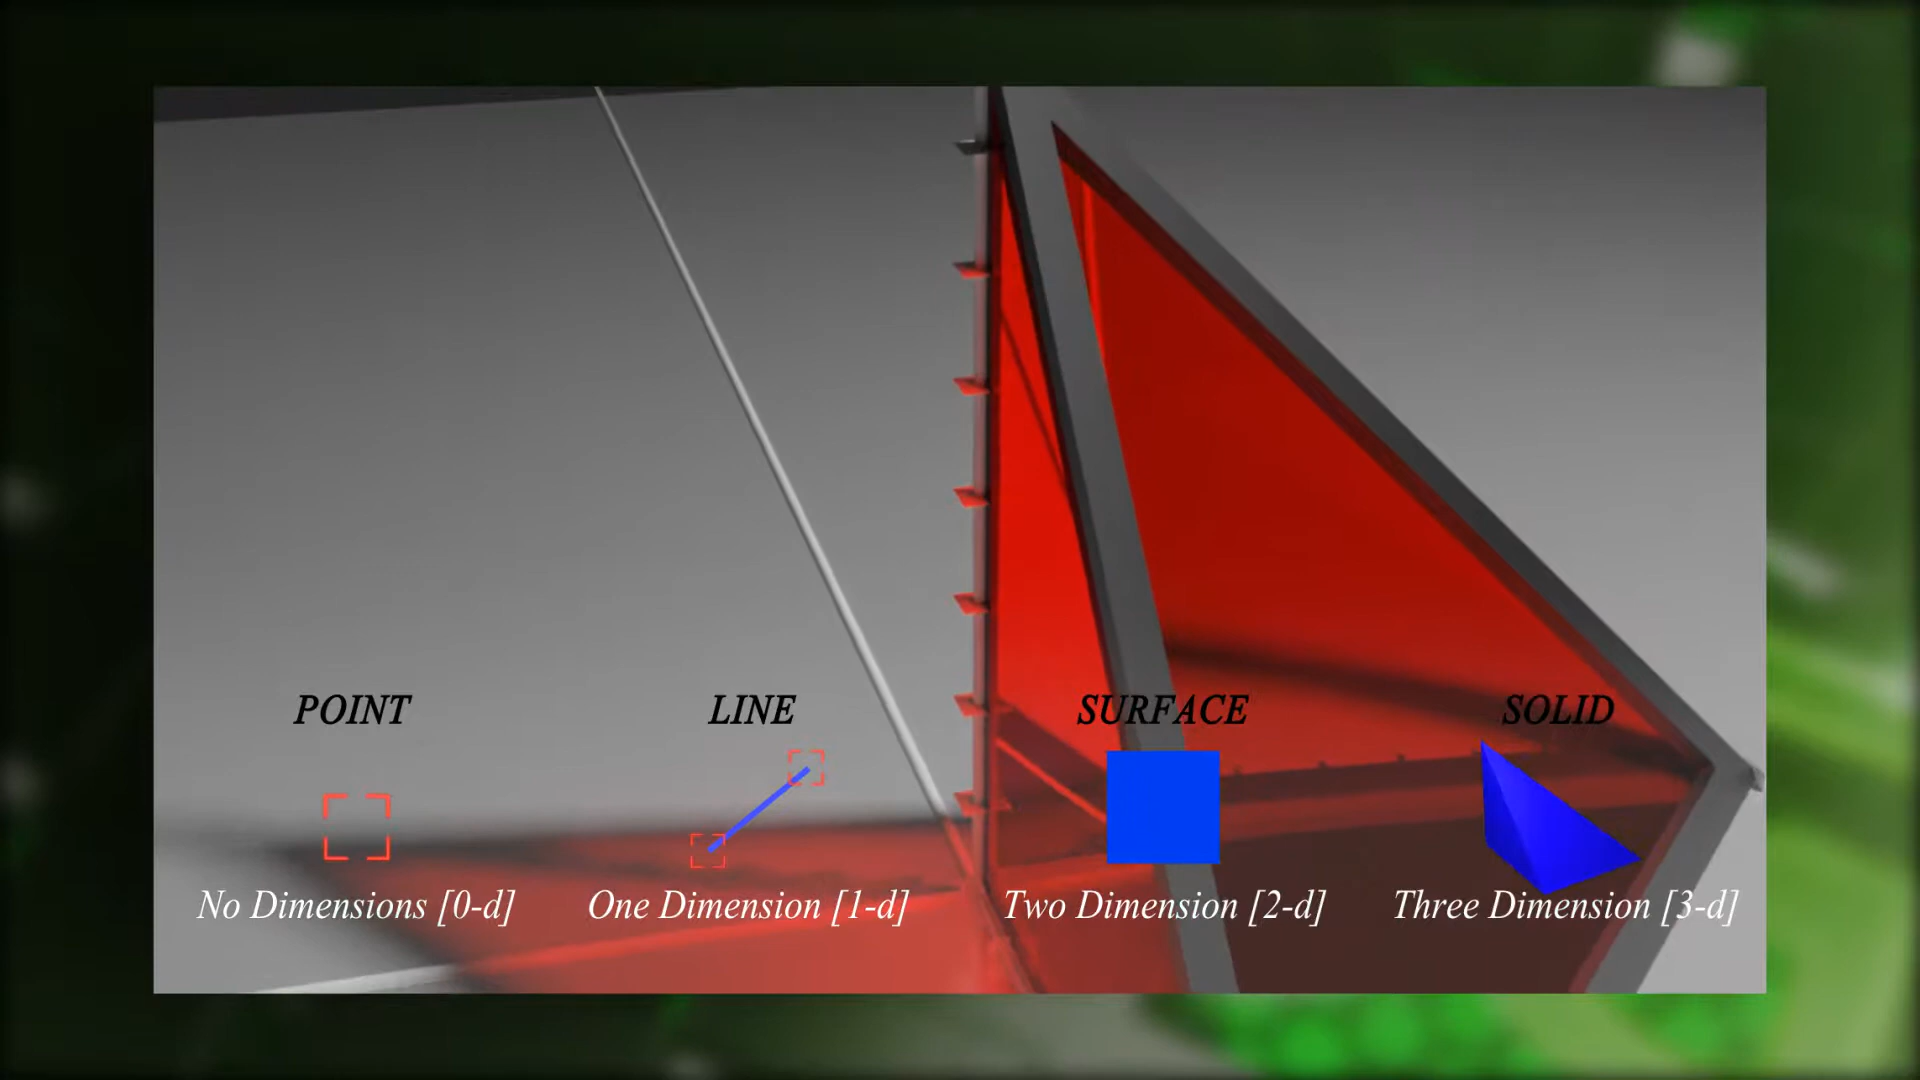 POINT
LINE
SURFACE
SOLID
No Dimensions [0-d]
One Dimension [1-d]
Two Dimension [2-d]
Three Dimension [3-d]